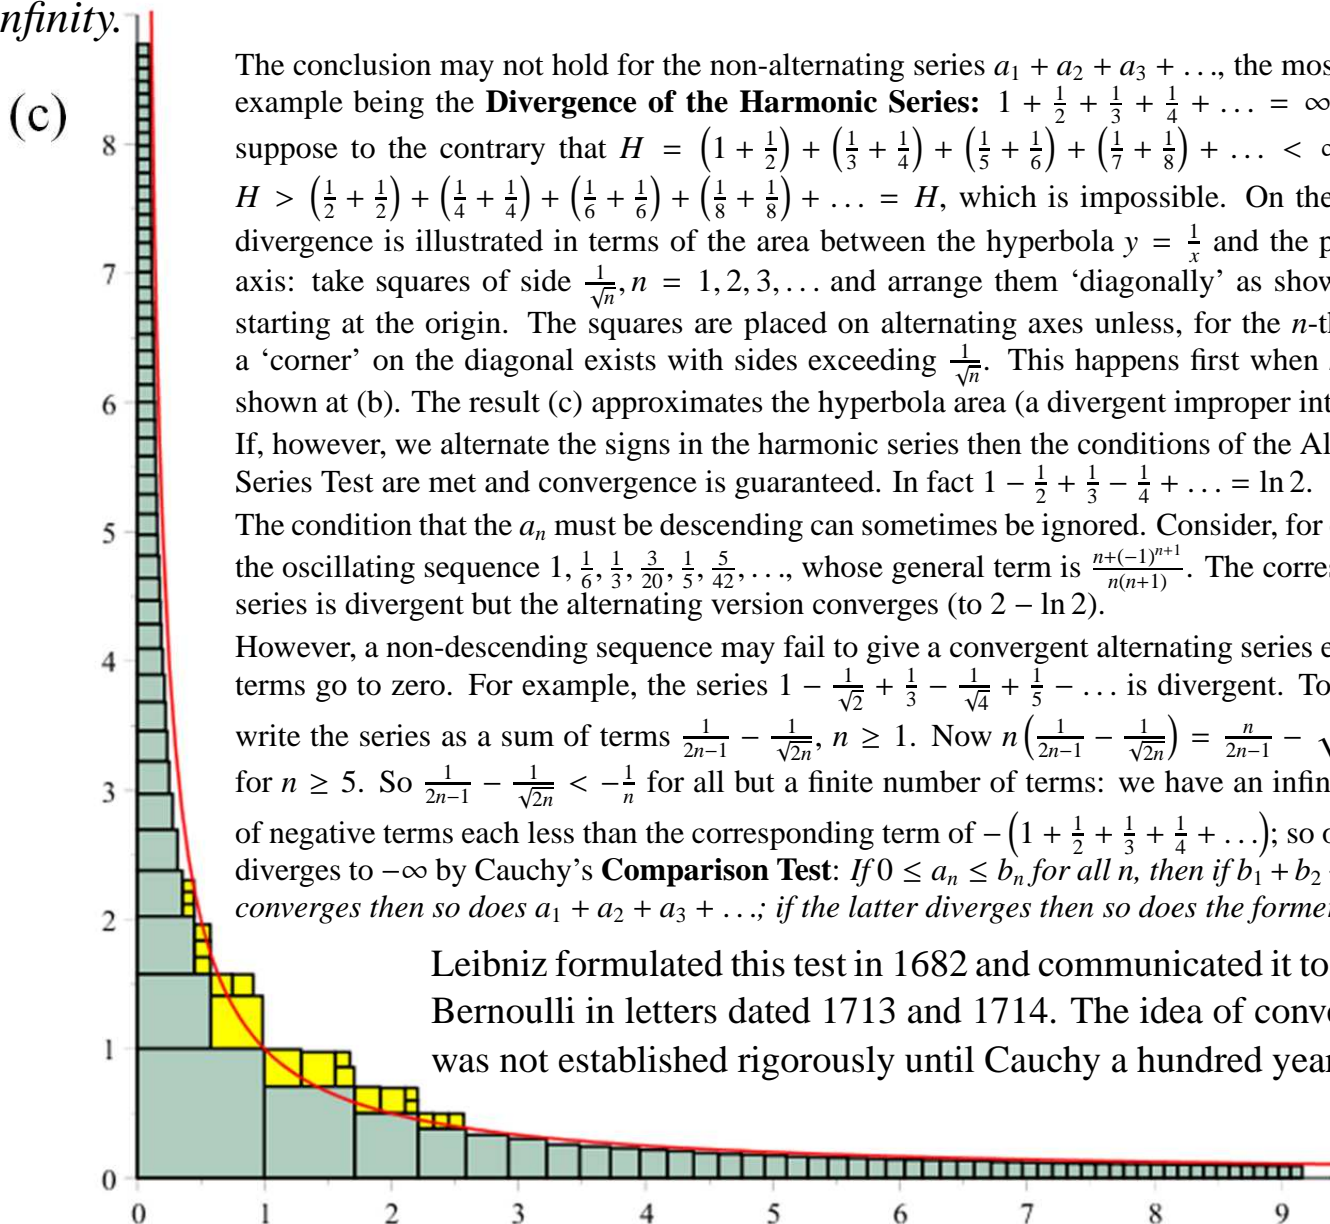 nfinity.
(c)
The conclusion may not hold for the non-alternating series a₁ + a₂ + a₃ + …, the mos
example being the Divergence of the Harmonic Series: 1 + 1/2 + 1/3 + 1/4 + … = ∞
suppose to the contrary that H = (1 + 1/2) + (1/3 + 1/4) + (1/5 + 1/6) + (1/7 + 1/8) + … <
H > (1/2 + 1/2) + (1/4 + 1/4) + (1/6 + 1/6) + (1/8 + 1/8) + … = H, which is impossible. On the
divergence is illustrated in terms of the area between the hyperbola y = 1/x and the p
axis: take squares of side 1/√n, n = 1, 2, 3, … and arrange them ‘diagonally’ as show
starting at the origin. The squares are placed on alternating axes unless, for the n-th
a ‘corner’ on the diagonal exists with sides exceeding 1/√n. This happens first when
shown at (b). The result (c) approximates the hyperbola area (a divergent improper int
If, however, we alternate the signs in the harmonic series then the conditions of the Al
Series Test are met and convergence is guaranteed. In fact 1 − 1/2 + 1/3 − 1/4 + … = ln 2.
The condition that the aₙ must be descending can sometimes be ignored. Consider, for
the oscillating sequence 1, 1/6, 1/3, 3/20, 1/5, 5/42, …, whose general term is (n+(−1)ⁿ⁺¹)/(n(n+1)). The corres
series is divergent but the alternating version converges (to 2 − ln 2).
However, a non-descending sequence may fail to give a convergent alternating series e
terms go to zero. For example, the series 1 − 1/√2 + 1/3 − 1/√4 + 1/5 − … is divergent. To
write the series as a sum of terms 1/(2n−1) − 1/√(2n), n ≥ 1. Now n(1/(2n−1) − 1/√(2n)) = n/(2n−1) − √
for n ≥ 5. So 1/(2n−1) − 1/√(2n) < −1/n for all but a finite number of terms: we have an infin
of negative terms each less than the corresponding term of −(1 + 1/2 + 1/3 + 1/4 + …); so o
diverges to −∞ by Cauchy’s Comparison Test: If 0 ≤ aₙ ≤ bₙ for all n, then if b₁ + b₂
converges then so does a₁ + a₂ + a₃ + …; if the latter diverges then so does the forme
Leibniz formulated this test in 1682 and communicated it to
Bernoulli in letters dated 1713 and 1714. The idea of conve
was not established rigorously until Cauchy a hundred year
8
7
6
5
4
3
2
1
0
0 1 2 3 4 5 6 7 8 9